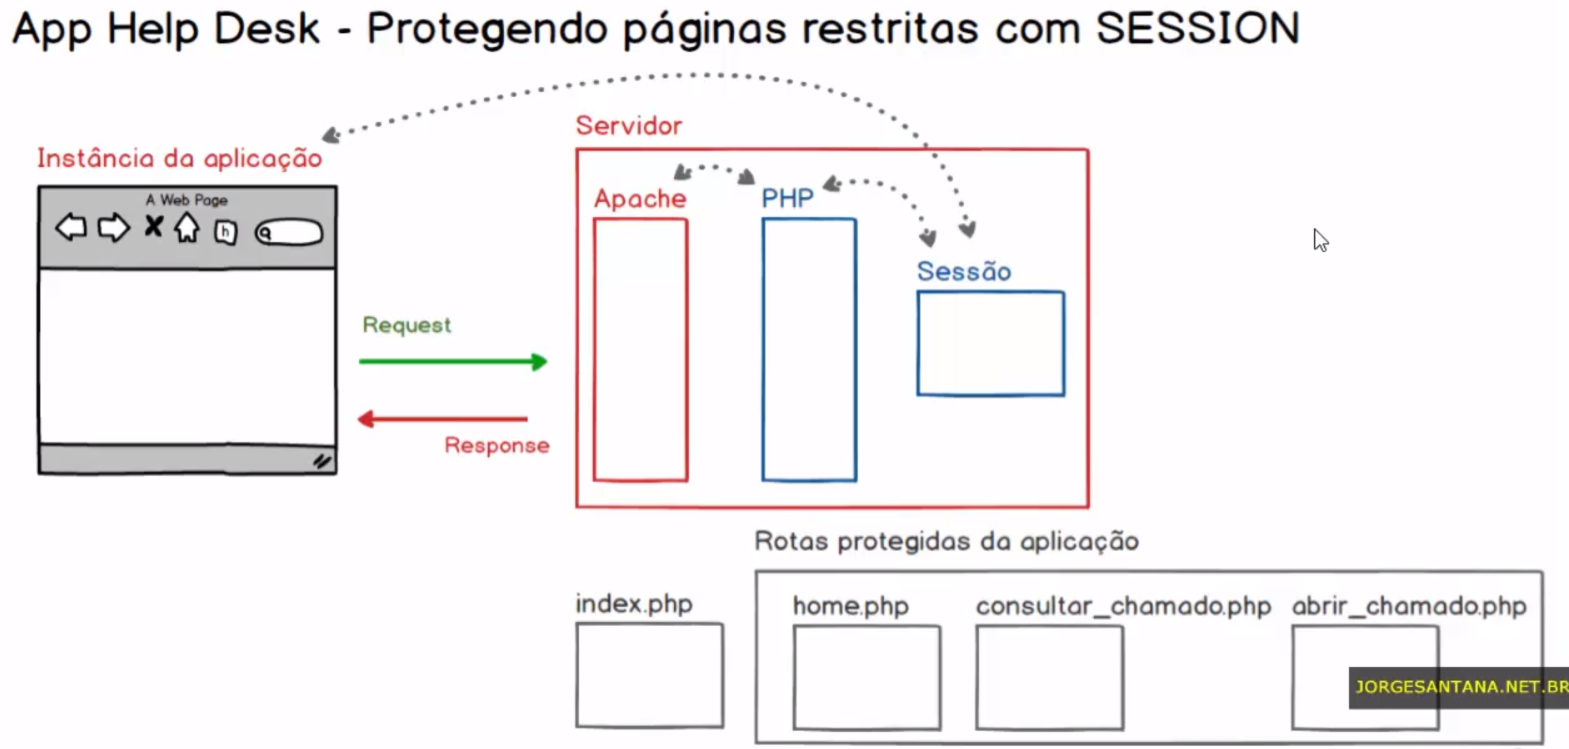 App Help Desk - Protegendo páginas restritas com SESSION
Servidor
Instância da aplicação
A Web Page
h
Apache
PHP
Sessão
Request
Response
Rotas protegidas da aplicação
index.php
home.php
consultar_chamado.php
abrir_chamado.php
JORGESANTANA.NET.BR